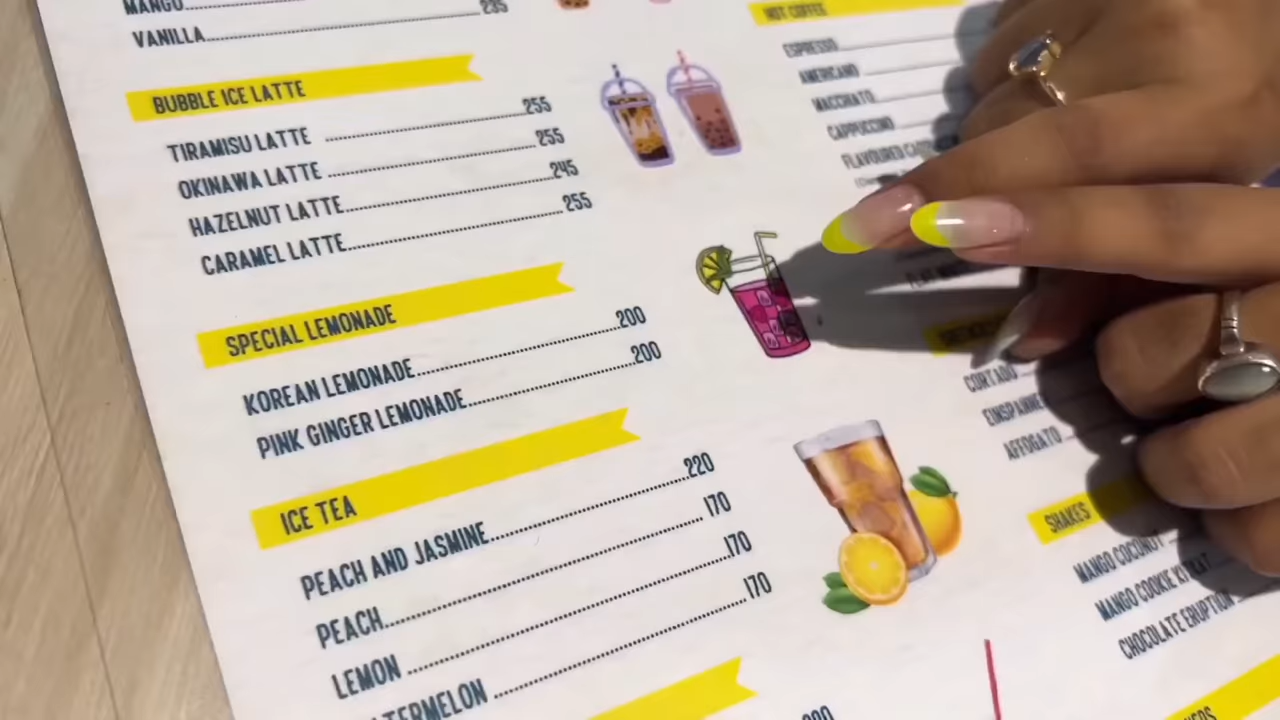 MANGO
VANILLA 235
BUBBLE ICE LATTE
TIRAMISU LATTE 255
OKINAWA LATTE 255
HAZELNUT LATTE 245
CARAMEL LATTE 255
SPECIAL LEMONADE
KOREAN LEMONADE 200
PINK GINGER LEMONADE 200
ICE TEA
PEACH AND JASMINE 220
PEACH 170
LEMON 170
TERMELON 170
HOT COFFEE
ESPRESSO
AMERICANO
MACCHIATO
CAPPUCCINO
FLAVOURED
CORTADO
AFFOGATO
SHAKES
MANGO COCONUT
MANGO COOKIE
CHOCOLATE ERUPTION